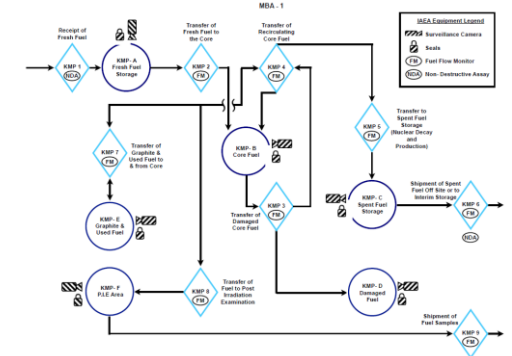 MBA - 1
Receipt of
Fresh Fuel
KMP 1
NDA
KMP- A
Fresh Fuel
Storage
Transfer of
Fresh Fuel to
the Core
KMP 2
FM
Transfer of
Recirculating
Core Fuel
KMP 4
FM
IAEA Equipment Legend
Surveillance Camera
Seals
FM
Fuel Flow Monitor
NDA
Non- Destructive Assay
KMP 7
FM
Transfer of
Graphite &
Used Fuel to
& from Core
KMP- B
Core Fuel
KMP 5
FM
Transfer to
Spent Fuel
Storage
(Nuclear Decay
and
Production)
KMP- E
Graphite &
Used Fuel
KMP 3
FM
Transfer of
Damaged
Core Fuel
KMP- C
Spent Fuel
Storage
Shipment of Spent
Fuel Off Site or to
Interim Storage
KMP 6
FM
NDA
KMP- F
P.I.E Area
KMP 8
FM
Transfer of
Fuel to Post
Irradiation
Examination
KMP- D
Damaged
Fuel
Shipment of
Fuel Samples
KMP 9
FM